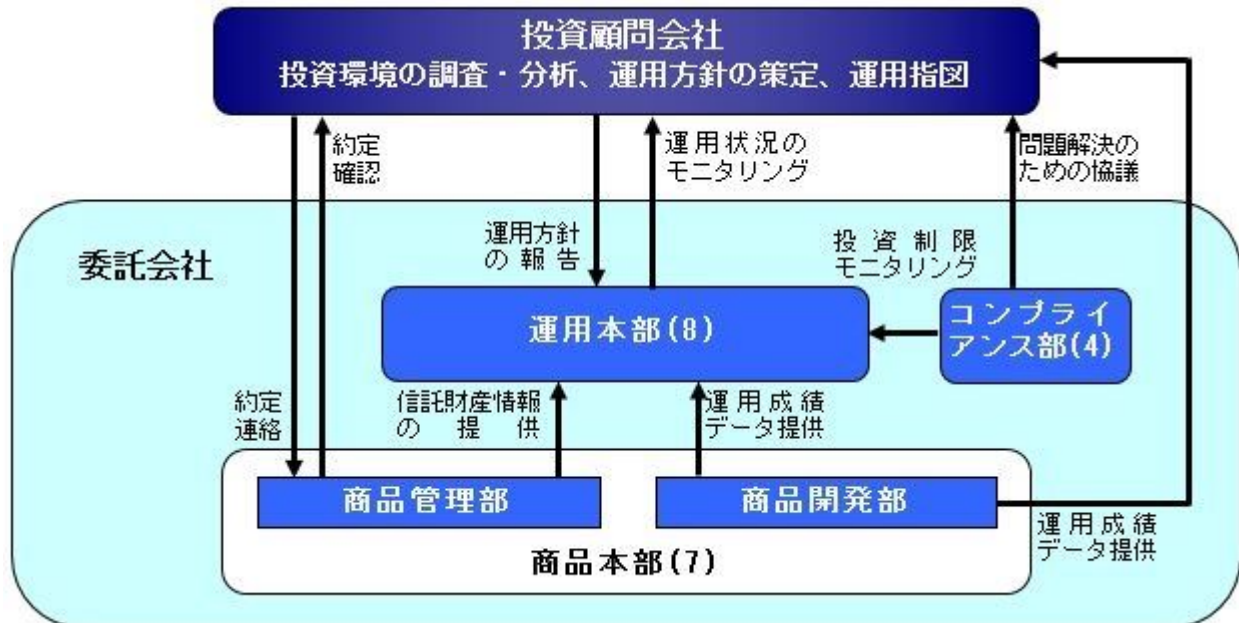 投資顧問会社
投資環境の調査・分析、運用方針の策定、運用指図
約定
確認
運用状況の
モニタリング
問題解決の
ための協議
委託会社
運用方針
の報告
投資制限
モニタリング
運用本部(8)
コンプライ
アンス部(4)
約定
連絡
信託財産情報
の提供
運用成績
データ提供
商品管理部
商品開発部
運用成績
データ提供
商品本部(7)